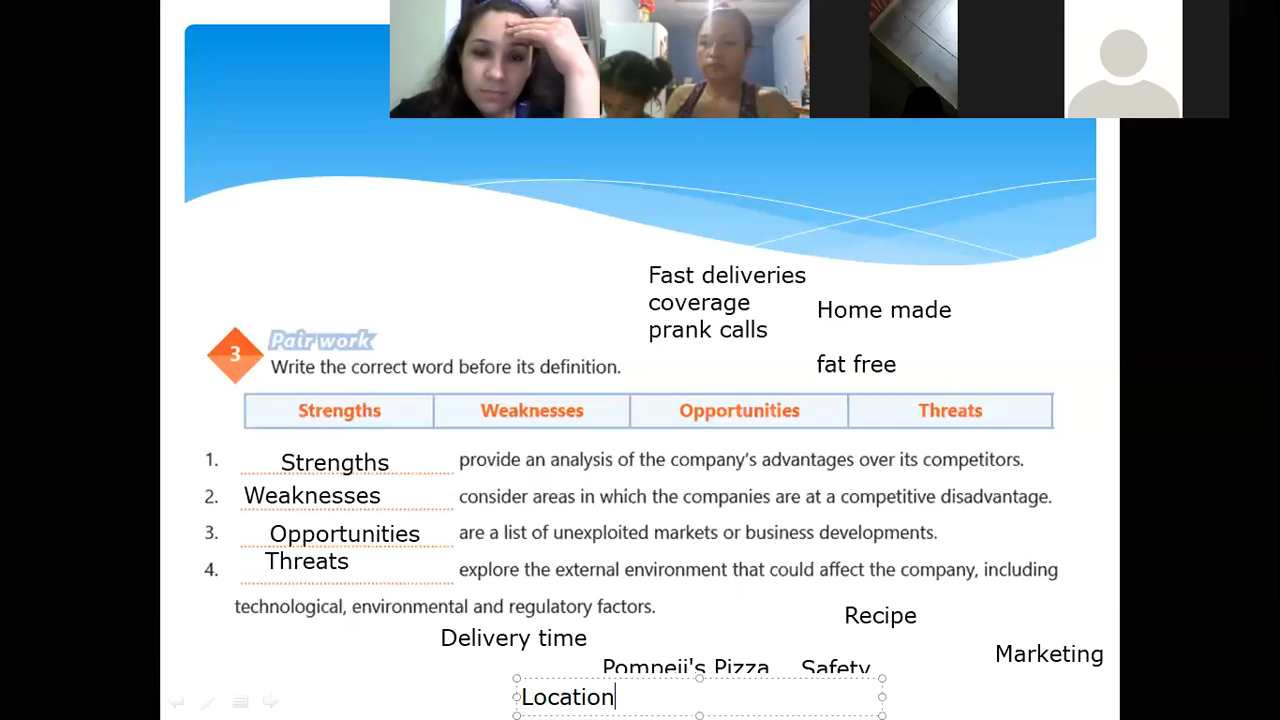 Fast deliveries
coverage
prank calls
Home made
fat free
3
Pair work
Write the correct word before its definition.
Strengths Weaknesses Opportunities Threats
1. Strengths provide an analysis of the company's advantages over its competitors.
2. Weaknesses consider areas in which the companies are at a competitive disadvantage.
3. Opportunities are a list of unexploited markets or business developments.
4. Threats explore the external environment that could affect the company, including
technological, environmental and regulatory factors.
Recipe
Delivery time
Marketing
Pompeii's Pizza Safety
Location